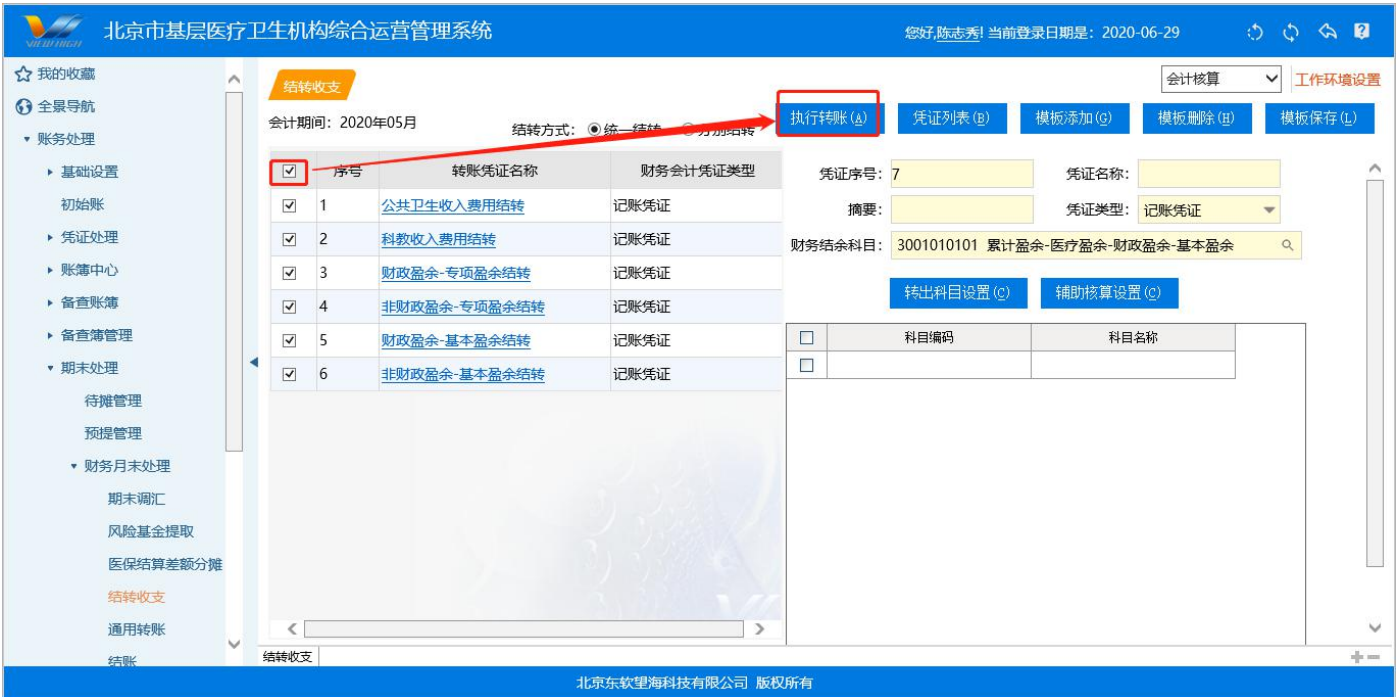 VIEWHIGH
北京市基层医疗卫生机构综合运营管理系统
您好,陈志秀! 当前登录日期是：2020-06-29
我的收藏
全景导航
账务处理
基础设置
初始账
凭证处理
账簿中心
备查账簿
备查簿管理
期末处理
待摊管理
预提管理
财务月末处理
期末调汇
风险基金提取
医保结算差额分摊
结转收支
通用转账
结账
结转收支
会计核算
工作环境设置
会计期间：2020年05月
结转方式：
统一结转
分别结转
执行转账(A)
凭证列表(P)
模板添加(G)
模板删除(H)
模板保存(L)
序号 转账凭证名称 财务会计凭证类型
1 公共卫生收入费用结转 记账凭证
2 科教收入费用结转 记账凭证
3 财政盈余-专项盈余结转 记账凭证
4 非财政盈余-专项盈余结转 记账凭证
5 财政盈余-基本盈余结转 记账凭证
6 非财政盈余-基本盈余结转 记账凭证
凭证序号：7 凭证名称：
摘要： 凭证类型：记账凭证
财务结余科目：3001010101 累计盈余-医疗盈余-财政盈余-基本盈余
转出科目设置(C)
辅助核算设置(C)
科目编码 科目名称
结转收支
北京东软望海科技有限公司 版权所有